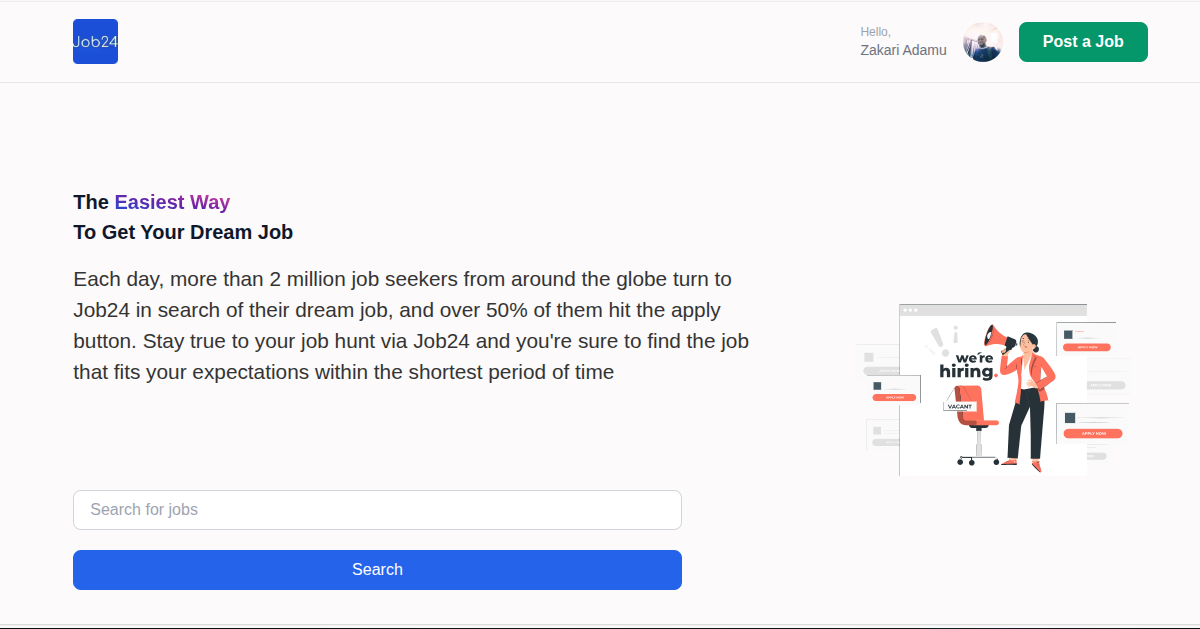 Job24
Hello,
Zakari Adamu
Post a Job
The Easiest Way
To Get Your Dream Job
Each day, more than 2 million job seekers from around the globe turn to
Job24 in search of their dream job, and over 50% of them hit the apply
button. Stay true to your job hunt via Job24 and you're sure to find the job
that fits your expectations within the shortest period of time
we're
hiring.
VACANT
APPLY NOW
APPLY NOW
APPLY NOW
Search for jobs
Search